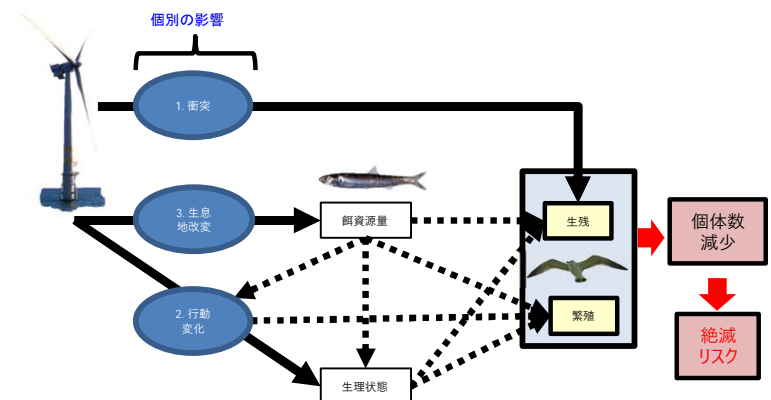 個別の影響
1. 衝突
3. 生息
地改変
餌資源量
生残
個体数
減少
2. 行動
変化
繁殖
絶滅
リスク
生理状態